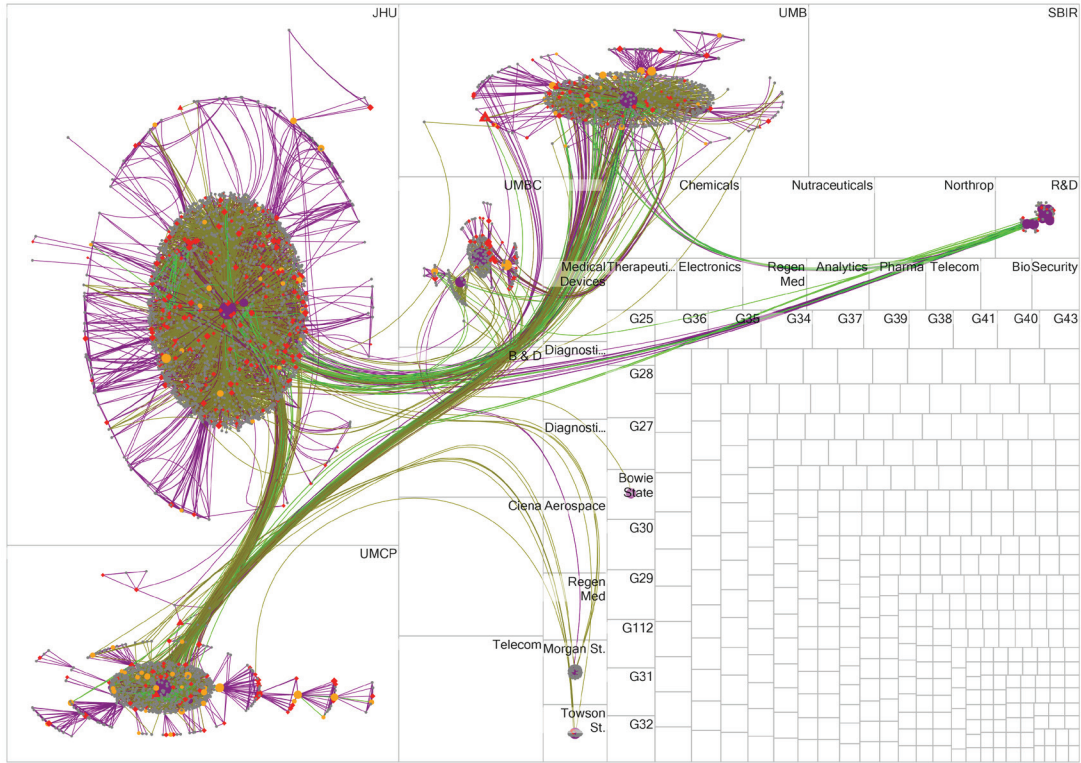 JHU
UMB
SBIR
UMBC
Chemicals
Nutraceuticals
Northrop
R&D
Medical
Devices
Therapeuti...
Electronics
Regen
Med
Analytics
Pharma
Telecom
BioSecurity
G25
G36
G35
G34
G37
G39
G38
G41
G40
G43
B & D
Diagnosti...
G28
Diagnosti...
G27
Bowie
State
Ciena
Aerospace
G30
UMCP
Regen
Med
G29
G112
Telecom
Morgan St.
G31
Towson
St.
G32